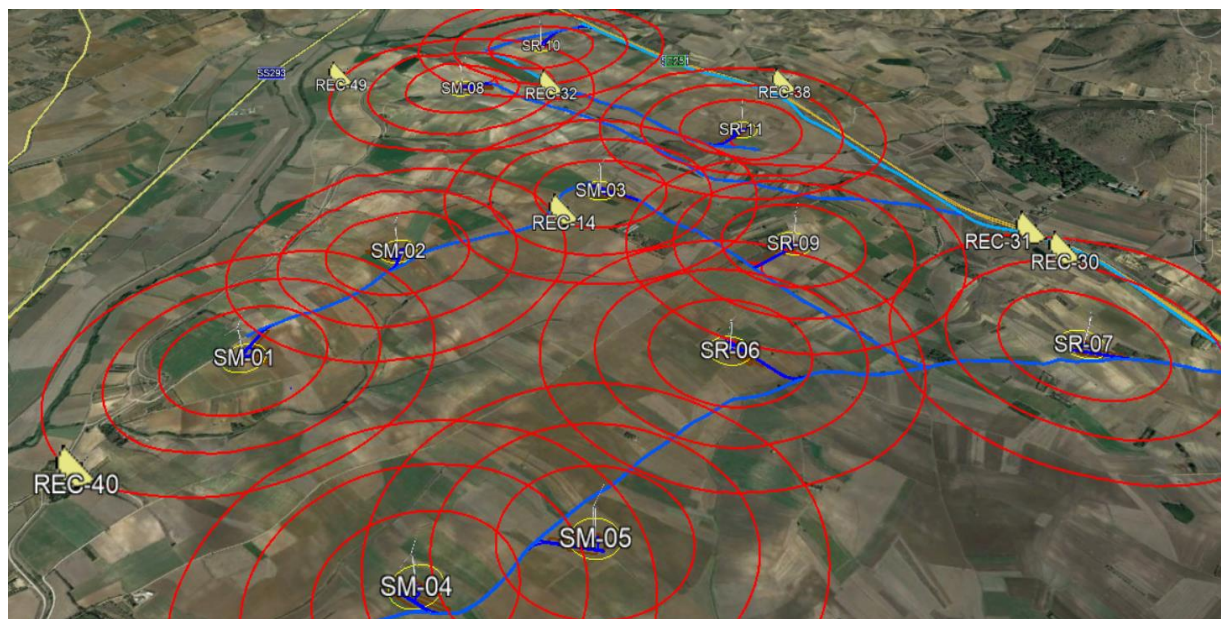 SR-10
SS293
SM-08
REC-49
REC-32
REC-38
SR-11
SM-03
REC-14
SM-02
SR-09
REC-31
REC-30
SM-01
SR-06
SR-07
REC-40
SM-05
SM-04